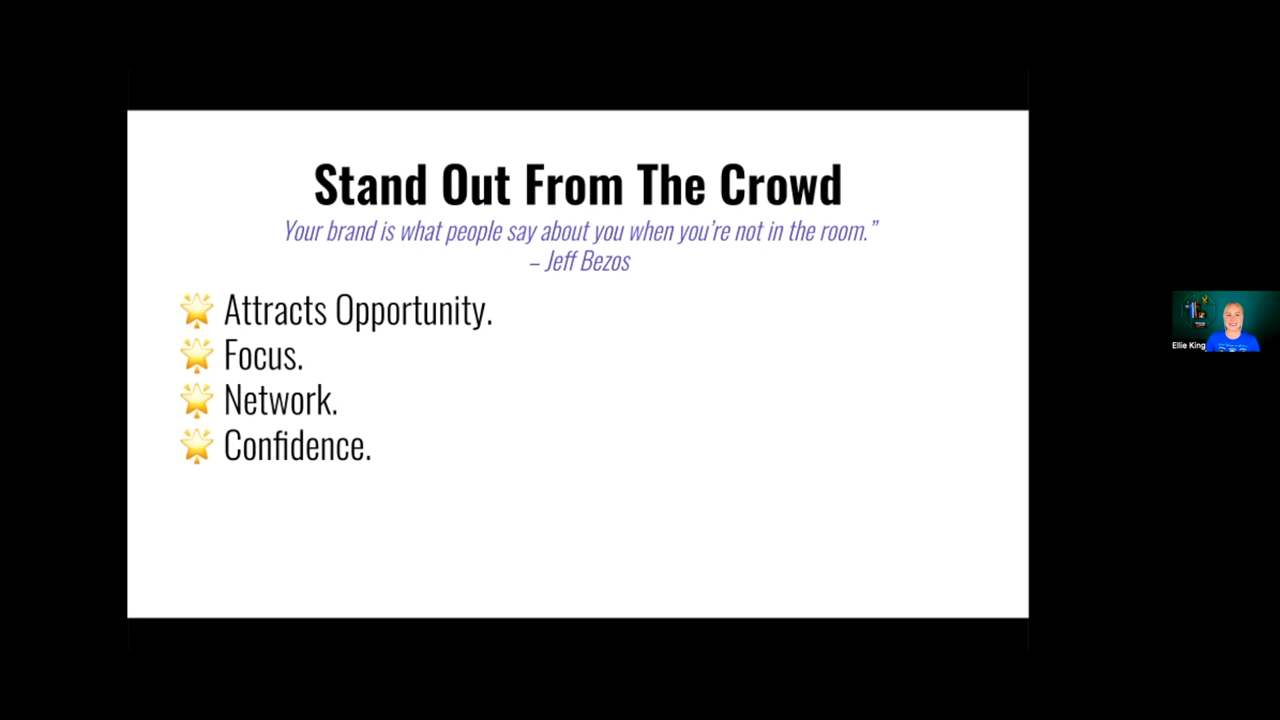 Stand Out From The Crowd
Your brand is what people say about you when you're not in the room.”
– Jeff Bezos
🌟 Attracts Opportunity.
🌟 Focus.
🌟 Network.
🌟 Confidence.
Ellie King